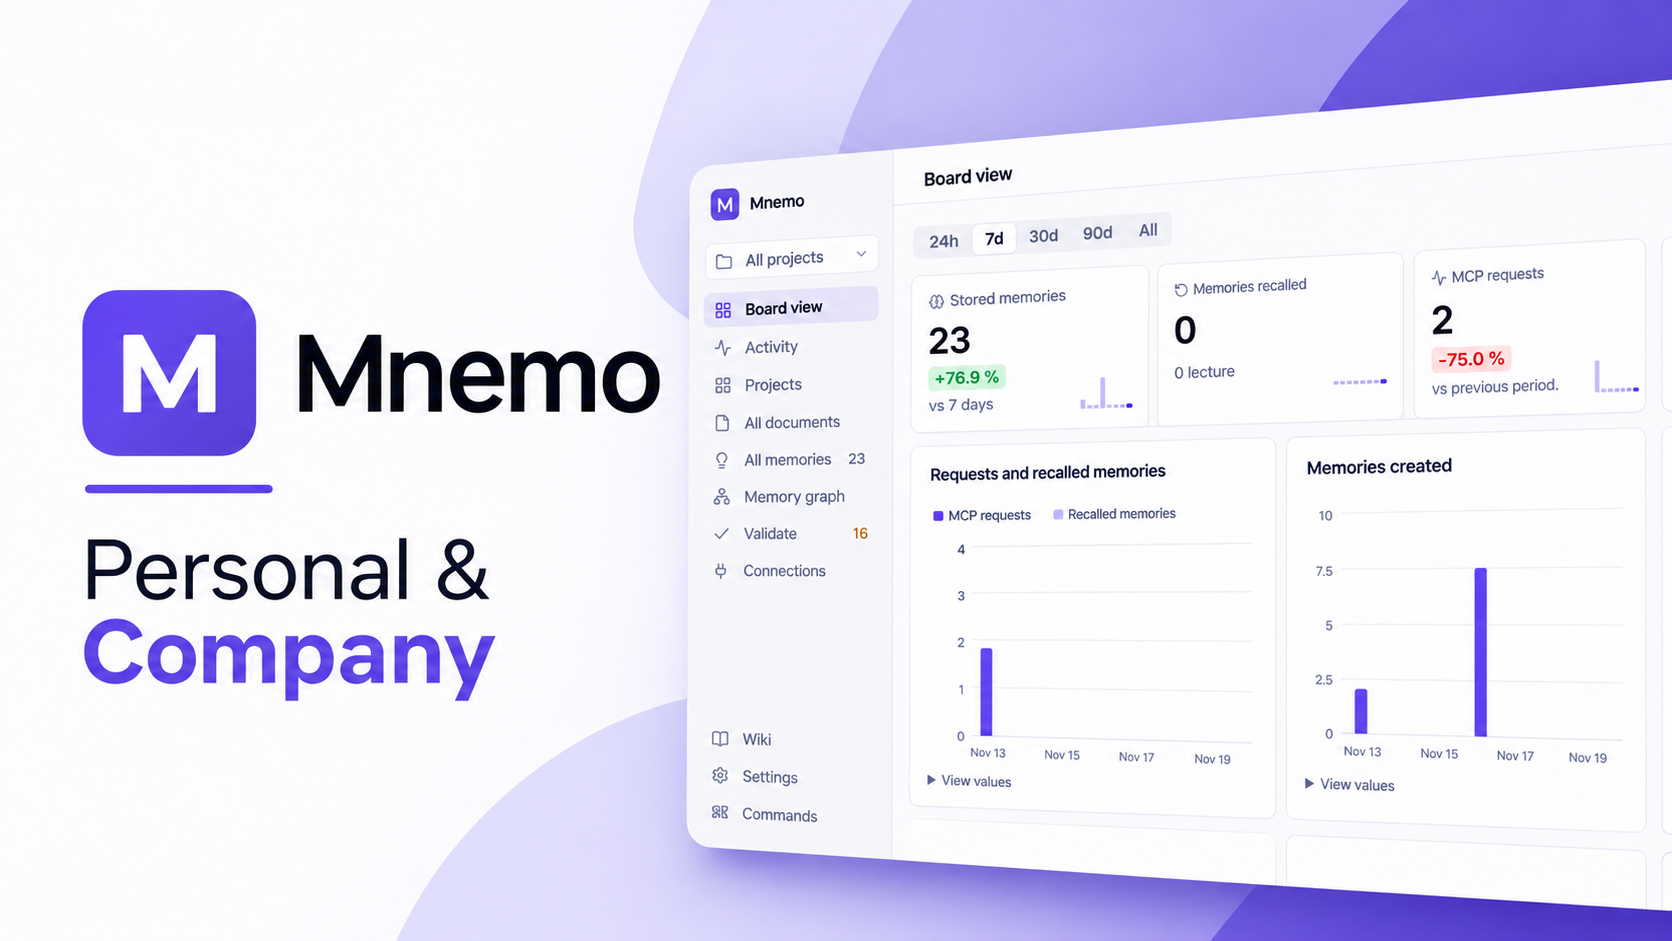 M
Mnemo
Personal &
Company
M
Mnemo
All projects
Board view
Activity
Projects
All documents
All memories 23
Memory graph
Validate 16
Connections
Wiki
Settings
Commands
Board view
24h 7d 30d 90d All
Stored memories
23
+76.9 %
vs 7 days
Memories recalled
0
0 lecture
MCP requests
2
-75.0 %
vs previous period.
Requests and recalled memories
MCP requests Recalled memories
4
3
2
1
0
Nov 13 Nov 15 Nov 17 Nov 19
View values
Memories created
10
7.5
5
2.5
0
Nov 13 Nov 15 Nov 17 Nov 19
View values